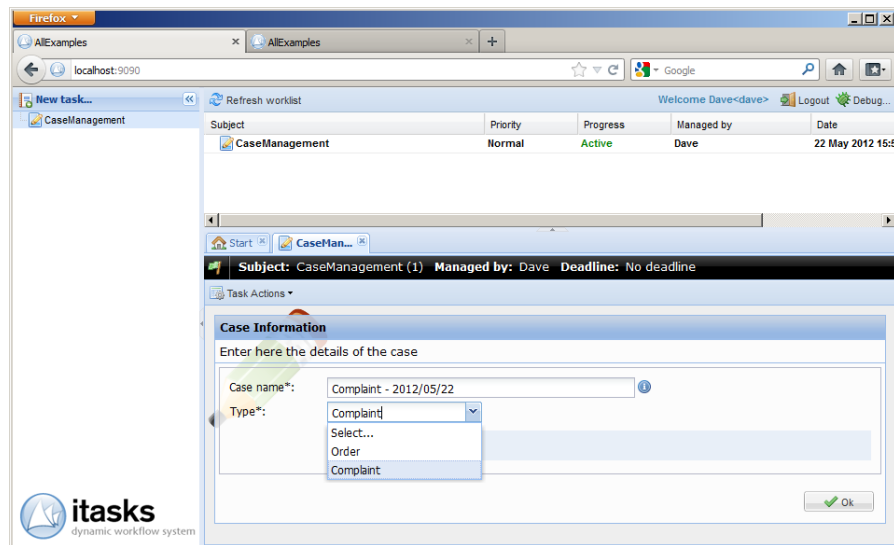 Firefox
AllExamples
AllExamples
localhost:9090
Google
New task...
Refresh worklist
Welcome Dave<dave>
Logout
Debug...
CaseManagement
Subject
Priority
Progress
Managed by
Date
CaseManagement
Normal
Active
Dave
22 May 2012 15:5
Start
CaseMan...
Subject: CaseManagement (1) Managed by: Dave Deadline: No deadline
Task Actions
Case Information
Enter here the details of the case
Case name*:
Complaint - 2012/05/22
Type*:
Complaint
Select...
Order
Complaint
Ok
itasks
dynamic workflow system